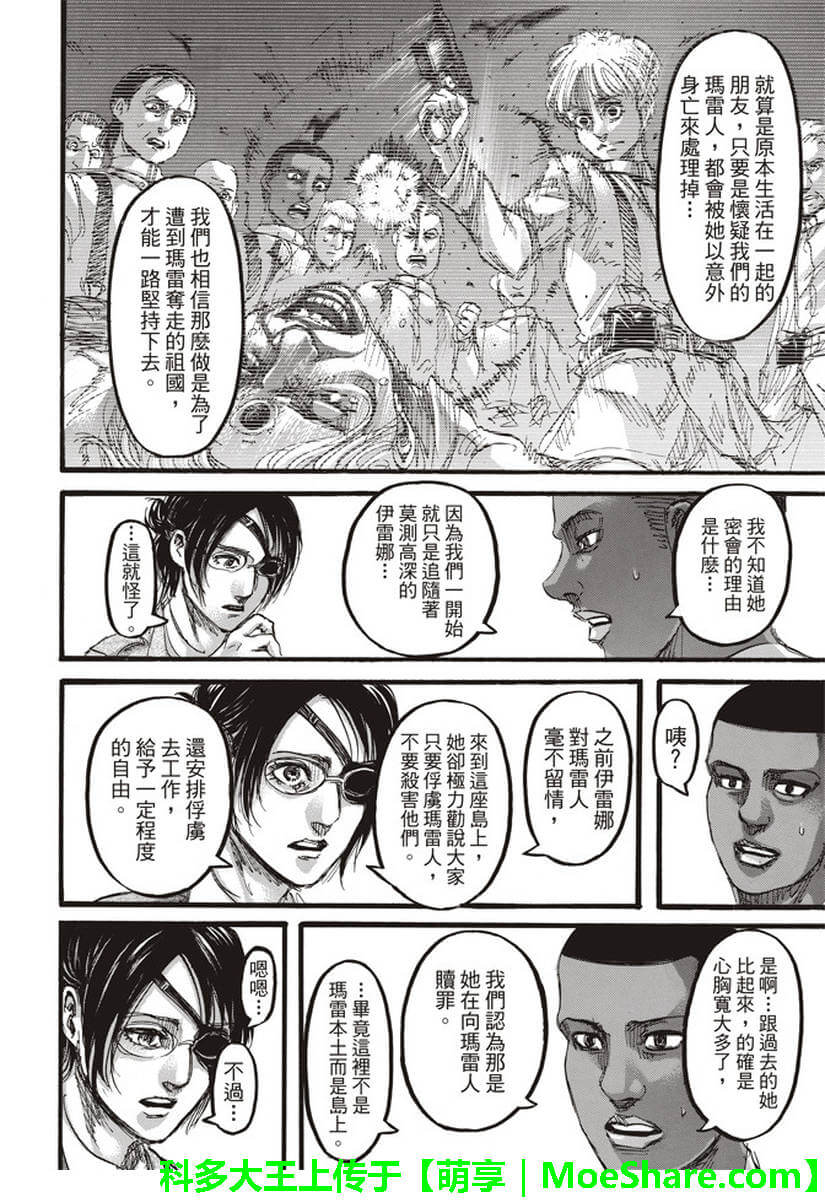 就算是原本生活在一起的
朋友，只要是懷疑我們的
瑪雷人，都會被她以意外
身亡來處理掉…
我們也相信那麼做是為了
遭到瑪雷奪走的祖國，
才能一路堅持下去。
我不知道她
密會的理由
是什麼…
因為我們一開始
就只是追隨著
莫測高深的
伊雷娜…
…這就怪了。
咦?
之前伊雷娜
對瑪雷人
毫不留情，
來到這座島上，
她卻極力勸說大家
只要俘虜瑪雷人，
不要殺害他們。
還安排俘虜
去工作，
給予一定程度
的自由。
是啊…跟過去的她
比起來，的確是
心胸寬大多了，
我們認為那是
她在向瑪雷人
贖罪。
…畢竟這裡不是
瑪雷本土而是島上。
嗯嗯…
不過…
科多大王上传于【萌享|MoeShare.com】